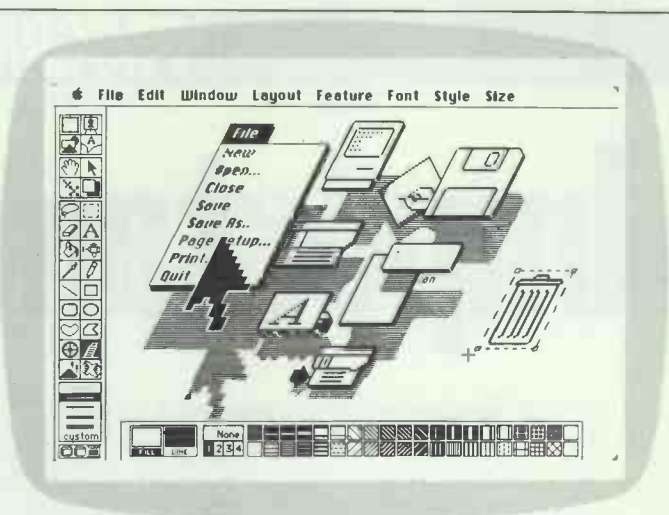 File Edit Window Layout Feature Font Style Size
File
New
Open...
Close
Save
Save As..
Page Setup...
Print.
Quit
A
A
A
custom
FILL LINE None
1 2 3 4